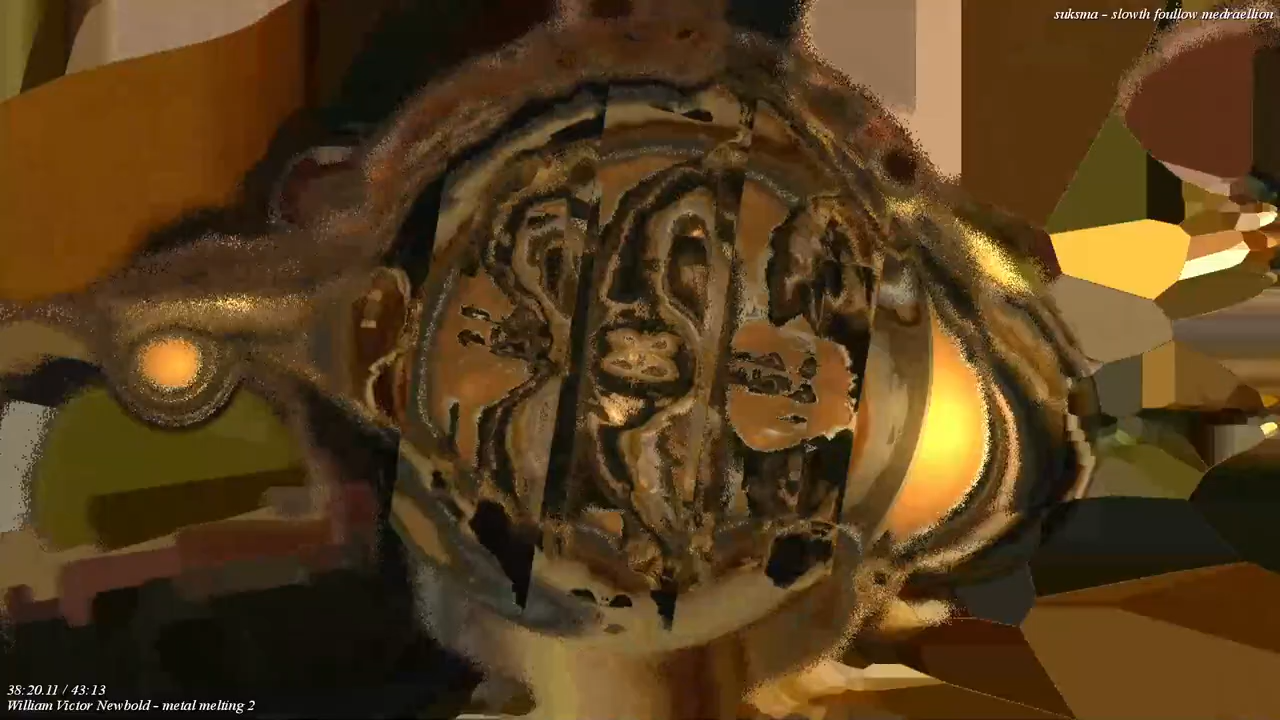 suksma - slowth foullow medraellion
38:20.11 / 43:13
William Victor Newbold - metal melting 2